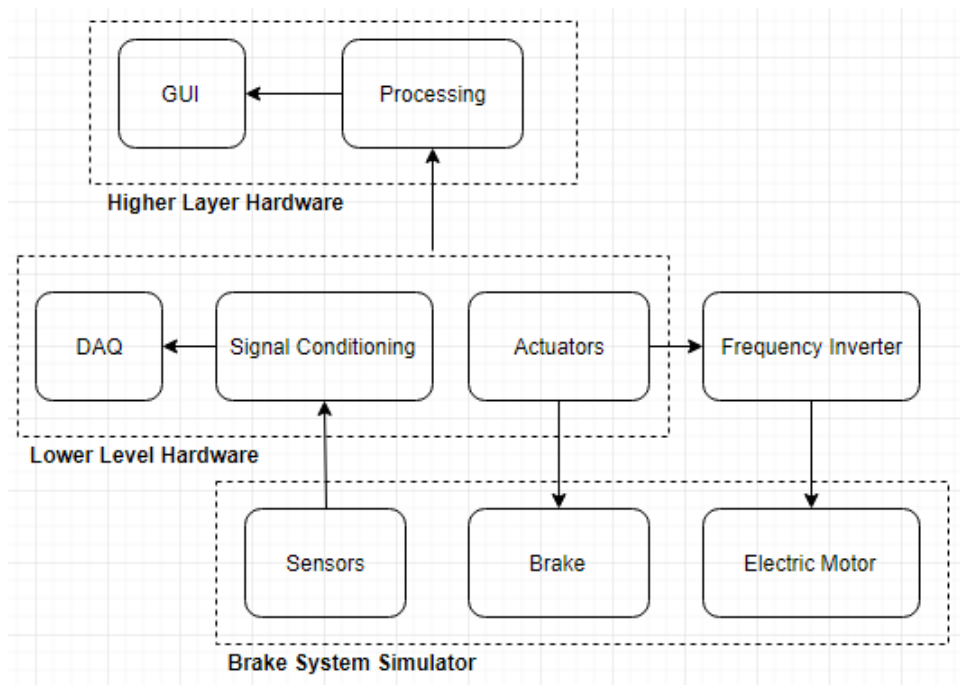 GUI
Processing
Higher Layer Hardware
DAQ
Signal Conditioning
Actuators
Frequency Inverter
Lower Level Hardware
Sensors
Brake
Electric Motor
Brake System Simulator